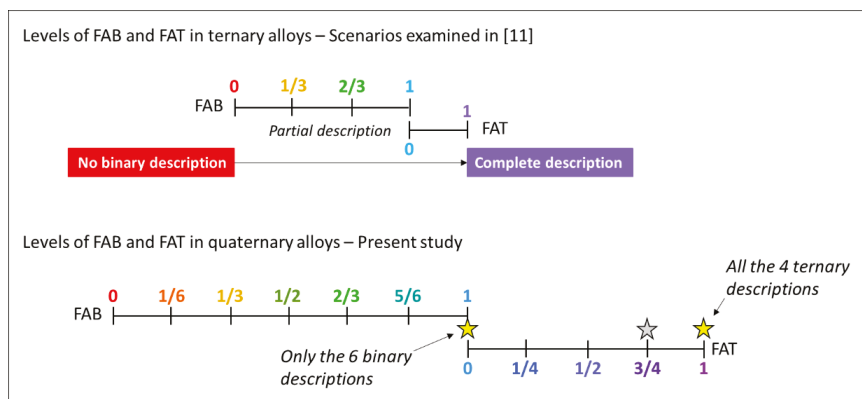 Levels of FAB and FAT in ternary alloys – Scenarios examined in [11]
0 1/3 2/3 1
FAB
1
Partial description
FAT
0
No binary description
Complete description
Levels of FAB and FAT in quaternary alloys – Present study
All the 4 ternary
descriptions
0 1/6 1/3 1/2 2/3 5/6 1
FAB
Only the 6 binary
descriptions
FAT
0 1/4 1/2 3/4 1